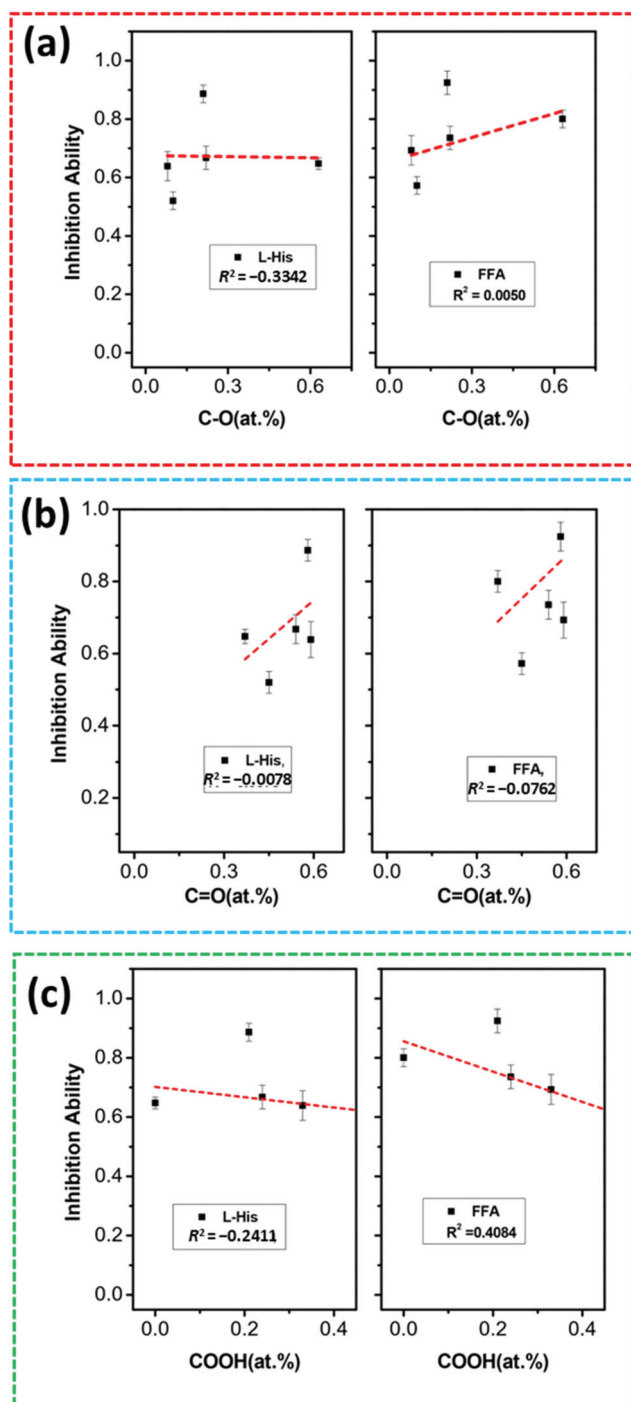 (a)
1.0
0.8
0.6
0.4
0.2
0.0
Inhibition Ability
L-His
R² = −0.3342
FFA
R² = 0.0050
0.0 0.3 0.6
0.0 0.3 0.6
C-O(at.%)
C-O(at.%)
(b)
1.0
0.8
0.6
0.4
0.2
Inhibition Ability
L-His,
R² = −0.0078
FFA,
R² = −0.0762
0.0 0.3 0.6
0.0 0.3 0.6
C=O(at.%)
C=O(at.%)
(c)
1.0
0.8
0.6
0.4
0.2
0.0
Inhibition Ability
L-His
R² = −0.2411
FFA
R² =0.4084
0.0 0.2 0.4
0.0 0.2 0.4
COOH(at.%)
COOH(at.%)